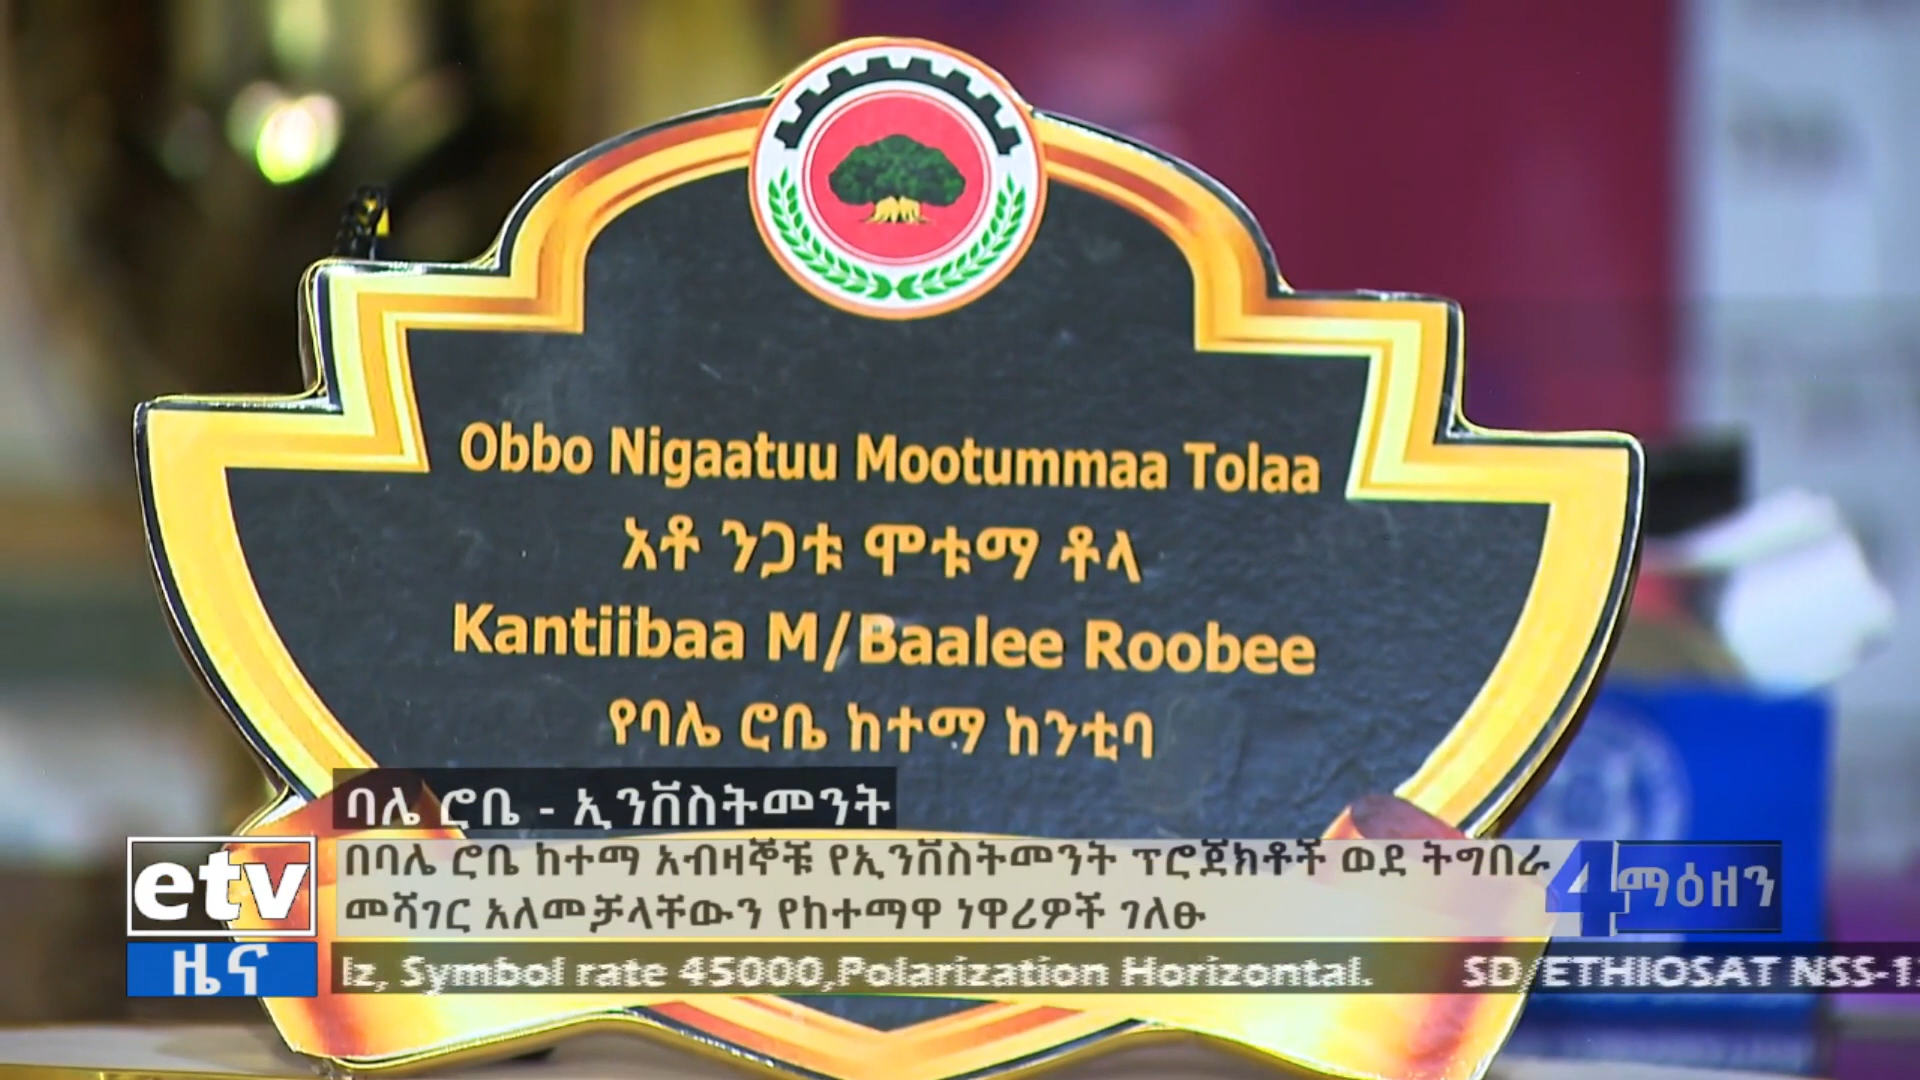 Obbo Nigaatuu Mootummaa Tolaa
አቶ ንጋቱ ሞቱማ ቶላ
Kantiibaa M/Baalee Roobee
የባሌ ሮቤ ከተማ ከንቲባ
ባሌ ሮቤ - ኢንቨስትመንት
በባሌ ሮቤ ከተማ አብዛኞቹ የኢንቨስትመንት ፕሮጀክቶች ወደ ትግበራ
መሻገር አለመቻላቸውን የከተማዋ ነዋሪዎች ገለፁ
etv
ዜና
4 ማዕዘን
lz, Symbol rate 45000,Polarization Horizontal. SD/ETHIOSAT NSS-12